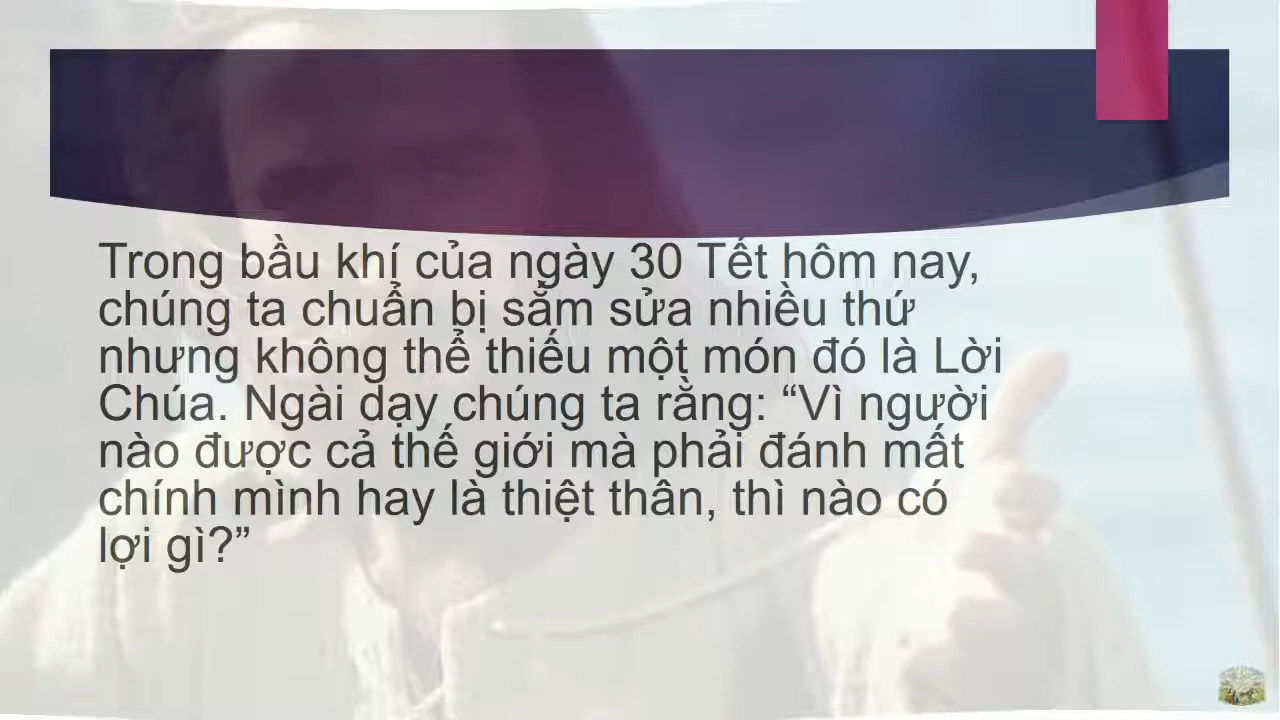 Trong bầu khí của ngày 30 Tết hôm nay,
chúng ta chuẩn bị sắm sửa nhiều thứ
nhưng không thể thiếu một món đó là Lời
Chúa. Ngài dạy chúng ta rằng: “Vì người
nào được cả thế giới mà phải đánh mất
chính mình hay là thiệt thân, thì nào có
lợi gì?”